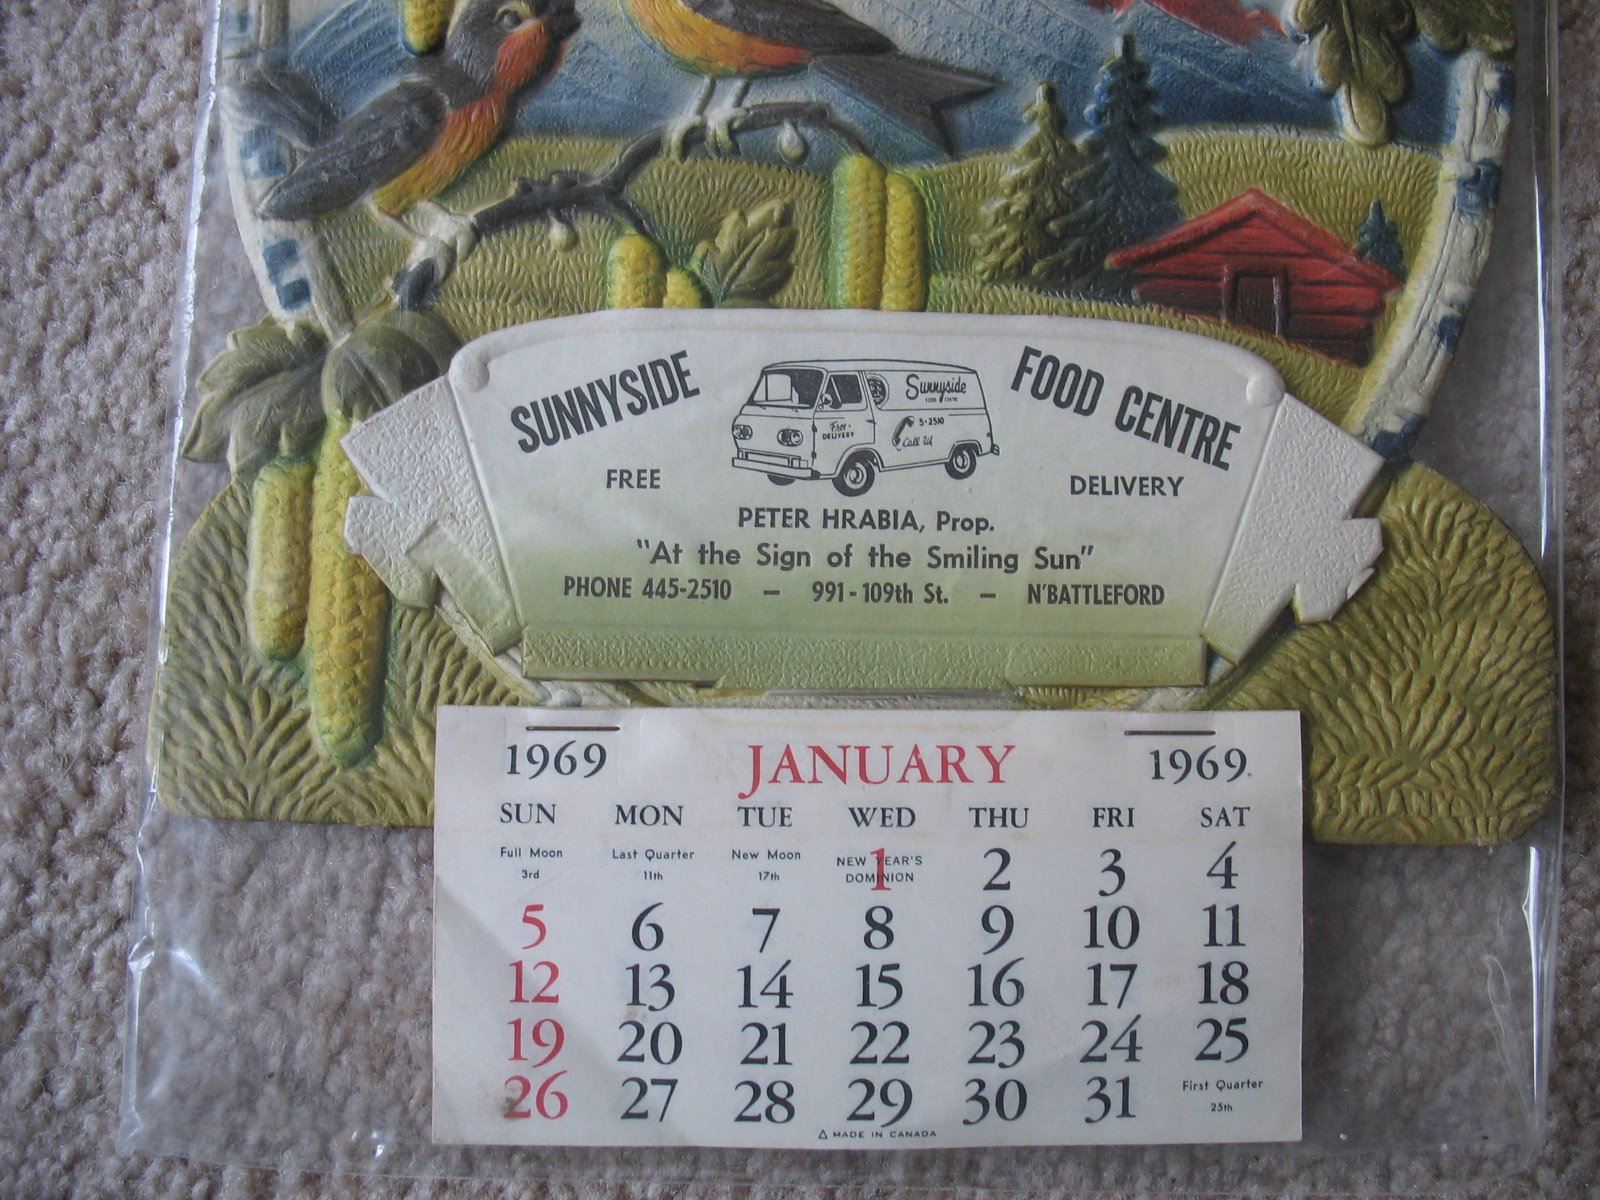 SUNNYSIDE FOOD CENTRE
Sunnyside
FOOD CENTRE
5-2510
Call Us
Free
DELIVERY
FREE DELIVERY
PETER HRABIA, Prop.
"At the Sign of the Smiling Sun"
PHONE 445-2510 — 991-109th St. — N'BATTLEFORD
1969 JANUARY 1969
SUN MON TUE WED THU FRI SAT
Full Moon 3rd Last Quarter 11th New Moon 17th NEW YEAR'S DOMINION 1 2 3 4
5 6 7 8 9 10 11
12 13 14 15 16 17 18
19 20 21 22 23 24 25
26 27 28 29 30 31 First Quarter 25th
MADE IN CANADA